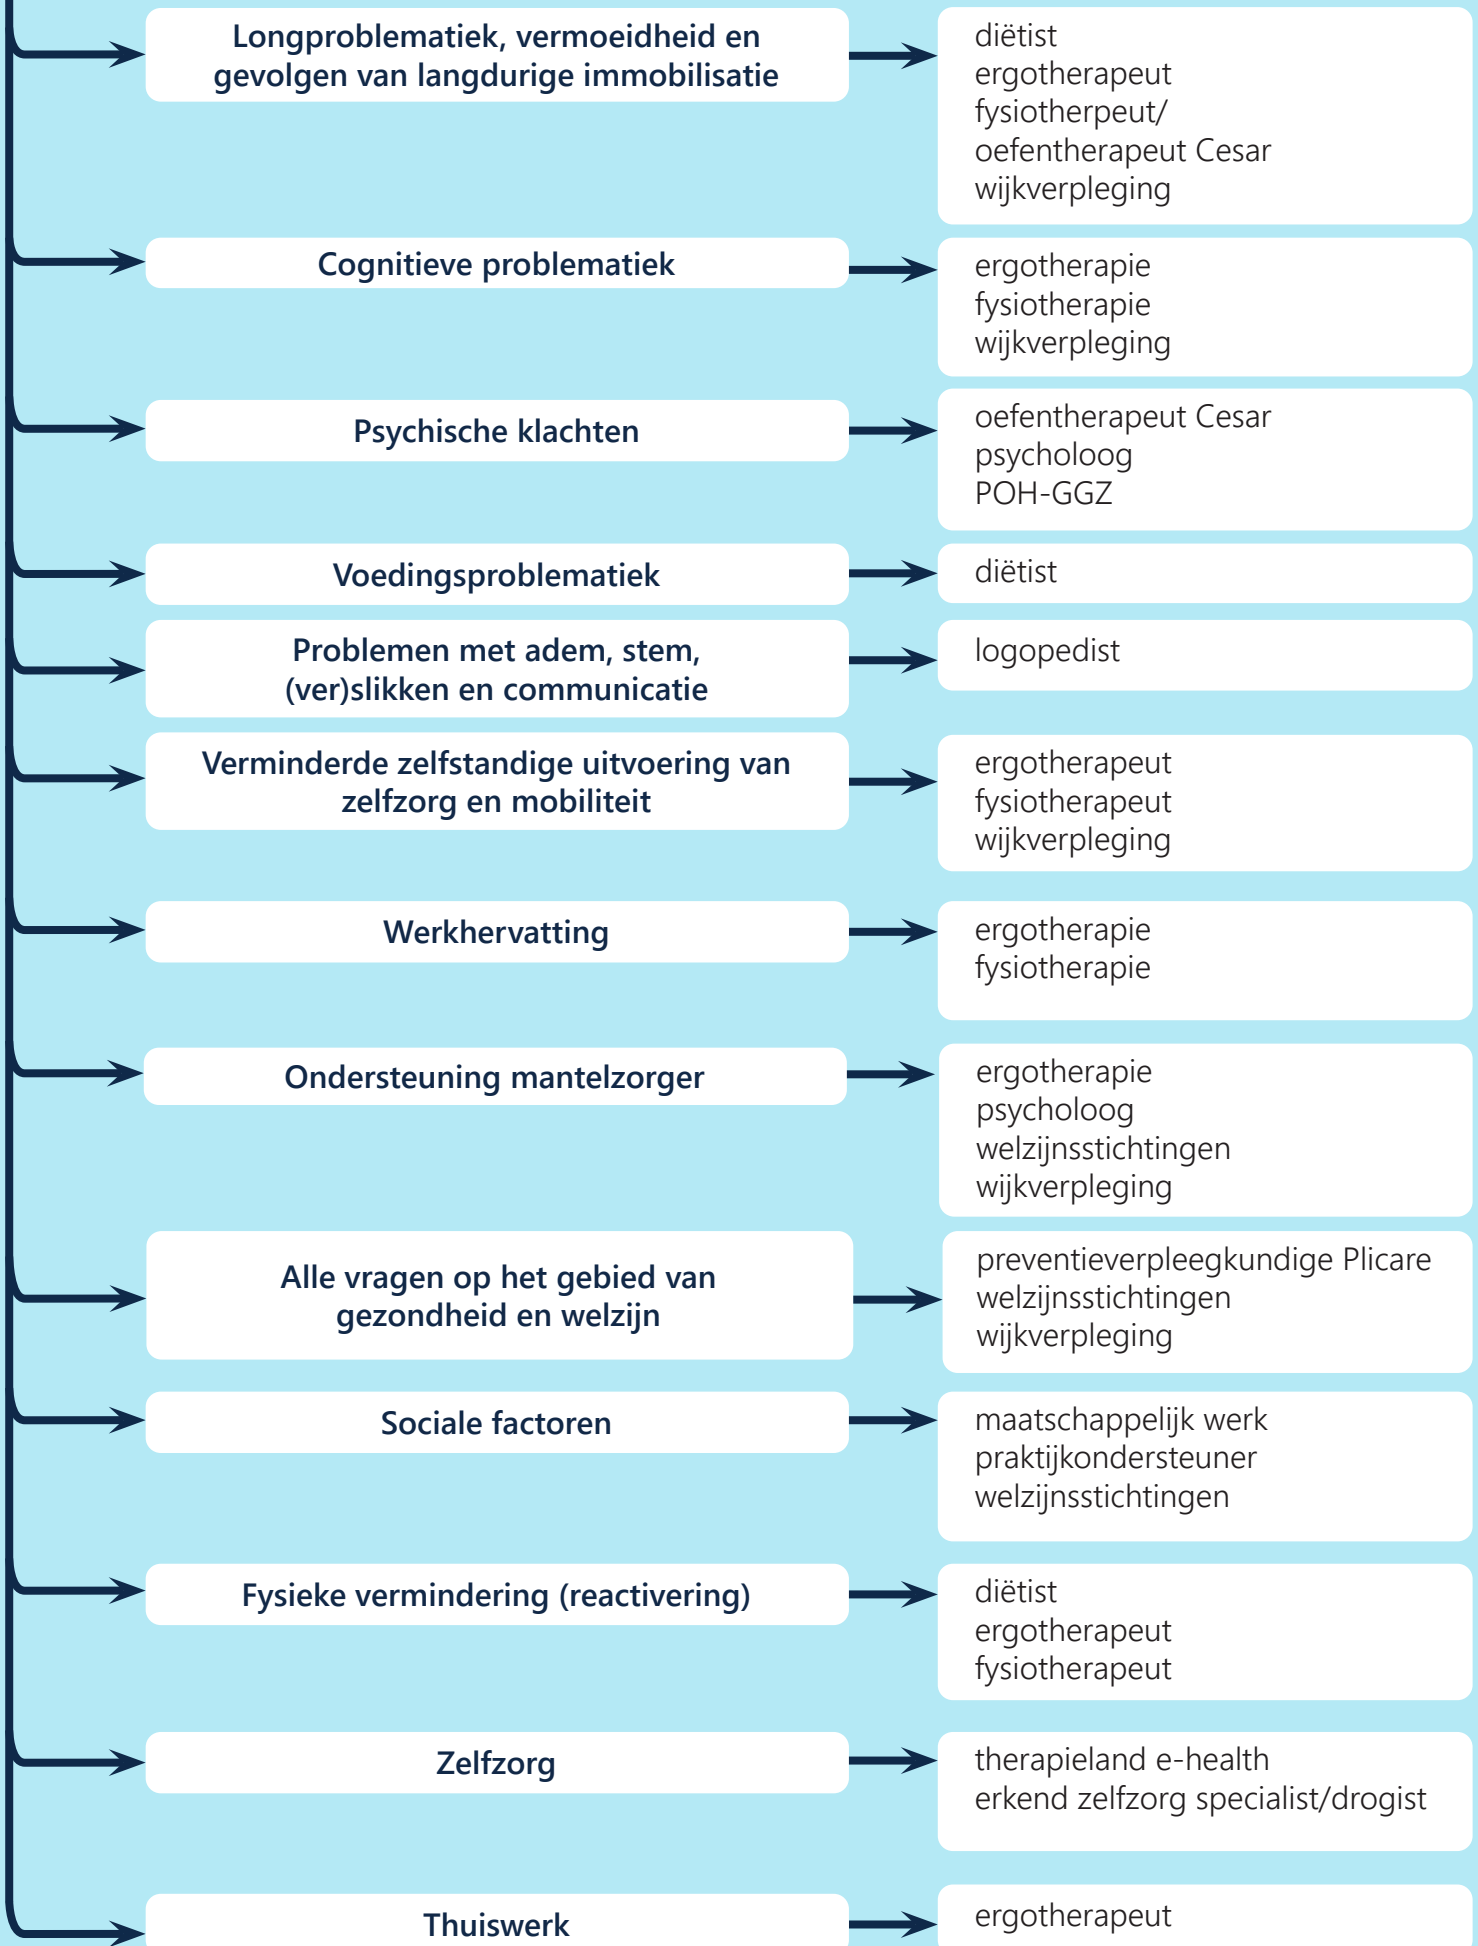 Longproblematiek, vermoeidheid en
gevolgen van langdurige immobilisatie
diëtist
ergotherapeut
fysiotherpeut/
oefentherapeut Cesar
wijkverpleging
Cognitieve problematiek
ergotherapie
fysiotherapie
wijkverpleging
Psychische klachten
oefentherapeut Cesar
psycholoog
POH-GGZ
Voedingsproblematiek
diëtist
Problemen met adem, stem,
(ver)slikken en communicatie
logopedist
Verminderde zelfstandige uitvoering van
zelfzorg en mobiliteit
ergotherapeut
fysiotherapeut
wijkverpleging
Werkhervatting
ergotherapie
fysiotherapie
Ondersteuning mantelzorger
ergotherapie
psycholoog
welzijnsstichtingen
wijkverpleging
Alle vragen op het gebied van
gezondheid en welzijn
preventieverpleegkundige Plicare
welzijnsstichtingen
wijkverpleging
Sociale factoren
maatschappelijk werk
praktijkondersteuner
welzijnsstichtingen
Fysieke vermindering (reactivering)
diëtist
ergotherapeut
fysiotherapeut
Zelfzorg
therapieland e-health
erkend zelfzorg specialist/drogist
Thuiswerk
ergotherapeut